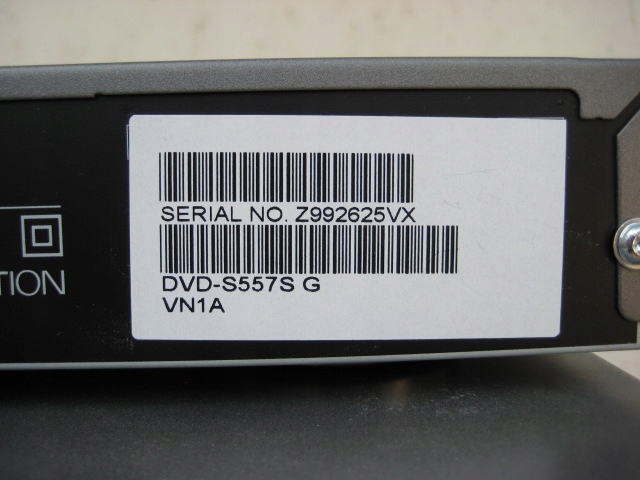 SERIAL NO. Z992625VX
DVD-S557S G
VN1A
TION